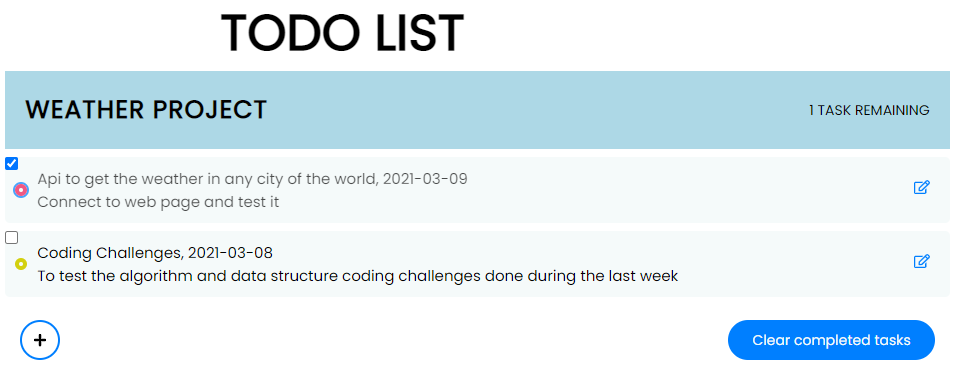 TODO LIST
WEATHER PROJECT
1 TASK REMAINING
Api to get the weather in any city of the world, 2021-03-09
Connect to web page and test it
Coding Challenges, 2021-03-08
To test the algorithm and data structure coding challenges done during the last week
Clear completed tasks